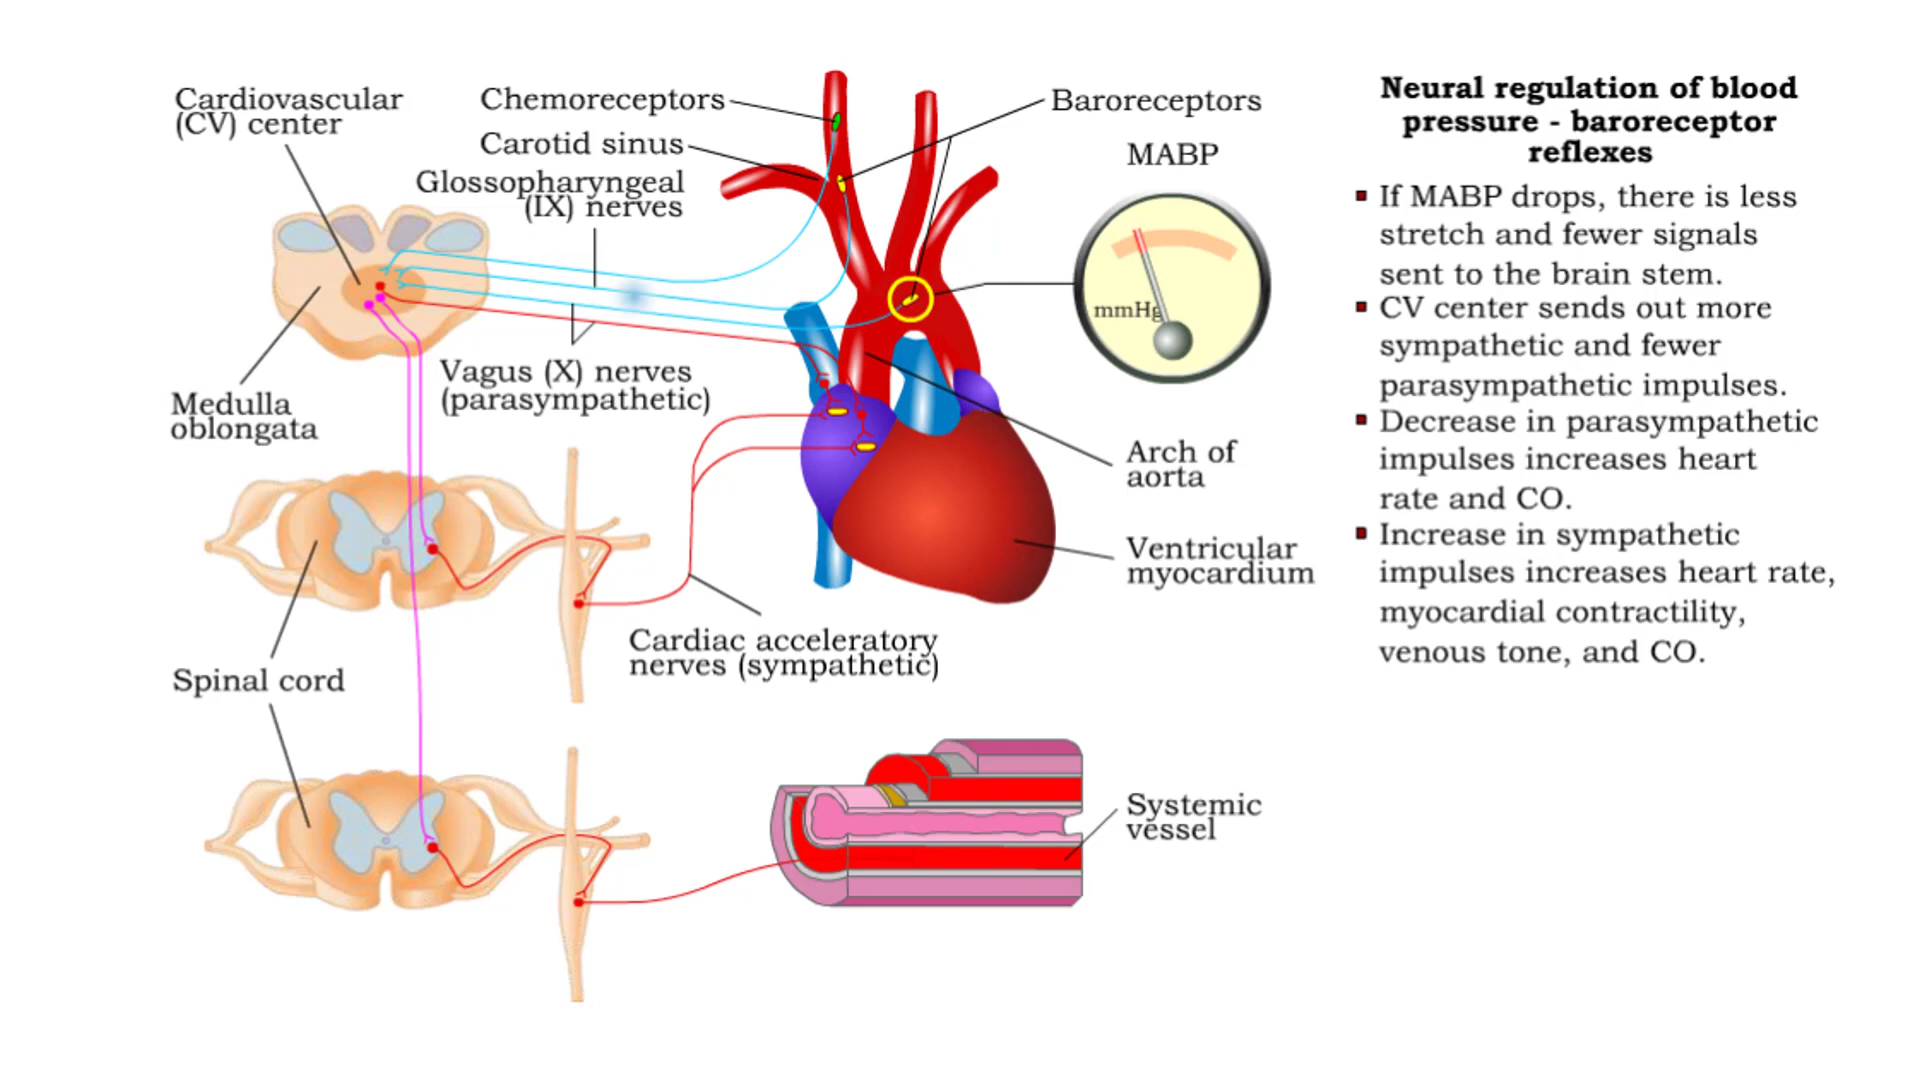 Cardiovascular
(CV) center
Chemoreceptors
Carotid sinus
Glossopharyngeal
(IX) nerves
Baroreceptors
MABP
mmHg
Vagus (X) nerves
(parasympathetic)
Medulla
oblongata
Arch of
aorta
Ventricular
myocardium
Cardiac acceleratory
nerves (sympathetic)
Spinal cord
Systemic
vessel
Neural regulation of blood
pressure - baroreceptor
reflexes
▪ If MABP drops, there is less
stretch and fewer signals
sent to the brain stem.
▪ CV center sends out more
sympathetic and fewer
parasympathetic impulses.
▪ Decrease in parasympathetic
impulses increases heart
rate and CO.
▪ Increase in sympathetic
impulses increases heart rate,
myocardial contractility,
venous tone, and CO.